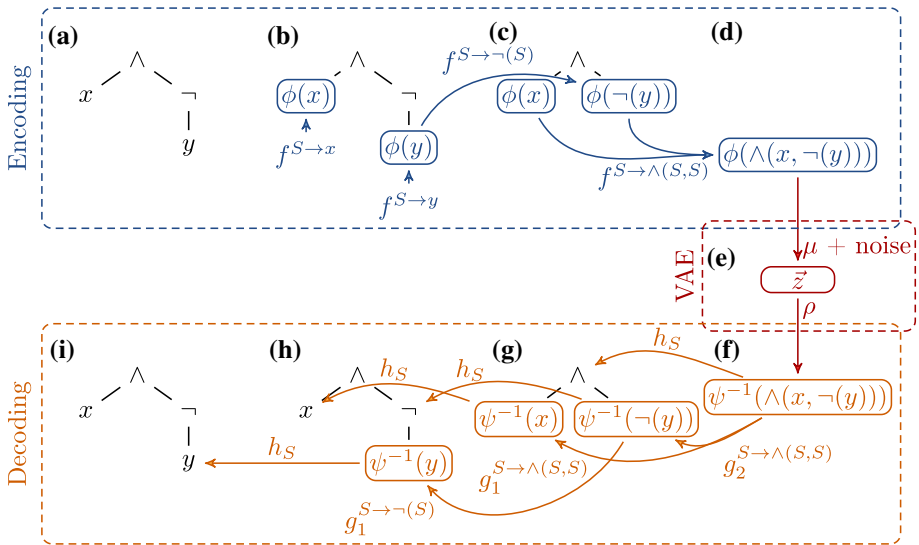 Encoding
(a)
∧
x
¬
y
(b)
∧
ϕ(x)
¬
ϕ(y)
f^{S→x}
f^{S→y}
f^{S→¬(S)}
(c)
∧
ϕ(x)
ϕ(¬(y))
f^{S→∧(S,S)}
(d)
ϕ(∧(x, ¬(y)))
VAE
(e)
μ + noise
z⃗
ρ
Decoding
(i)
∧
x
¬
y
h_S
(h)
∧
x
¬
ψ^{-1}(y)
h_S
h_S
g_1^{S→¬(S)}
(g)
∧
ψ^{-1}(x)
ψ^{-1}(¬(y))
g_1^{S→∧(S,S)}
h_S
(f)
ψ^{-1}(∧(x, ¬(y)))
g_2^{S→∧(S,S)}